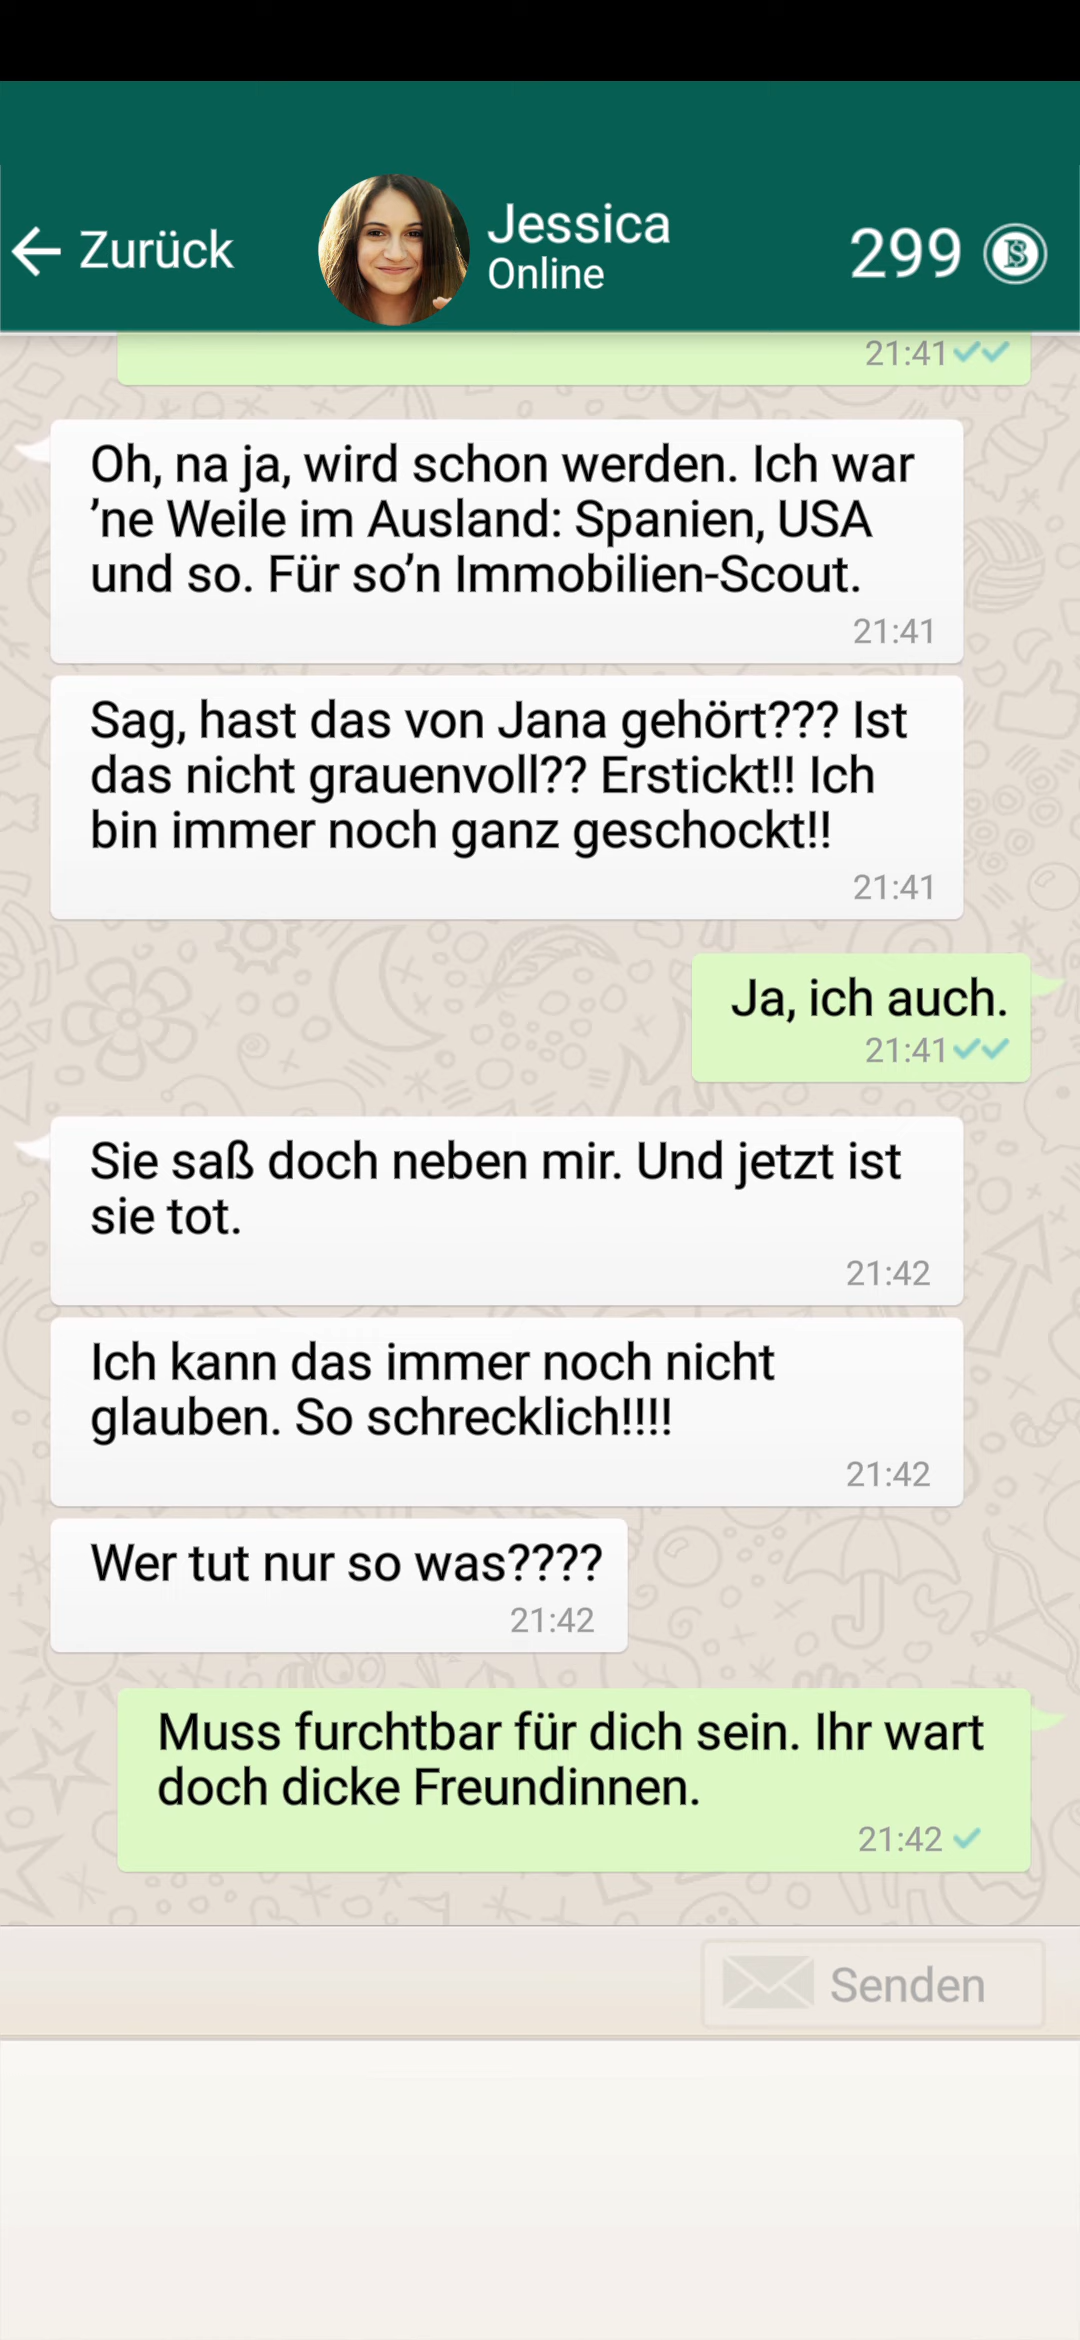 ← Zurück
Jessica
Online
299
21:41
Oh, na ja, wird schon werden. Ich war
’ne Weile im Ausland: Spanien, USA
und so. Für so’n Immobilien-Scout.
21:41
Sag, hast das von Jana gehört??? Ist
das nicht grauenvoll?? Erstickt!! Ich
bin immer noch ganz geschockt!!
21:41
Ja, ich auch.
21:41
Sie saß doch neben mir. Und jetzt ist
sie tot.
21:42
Ich kann das immer noch nicht
glauben. So schrecklich!!!!
21:42
Wer tut nur so was????
21:42
Muss furchtbar für dich sein. Ihr wart
doch dicke Freundinnen.
21:42
Senden